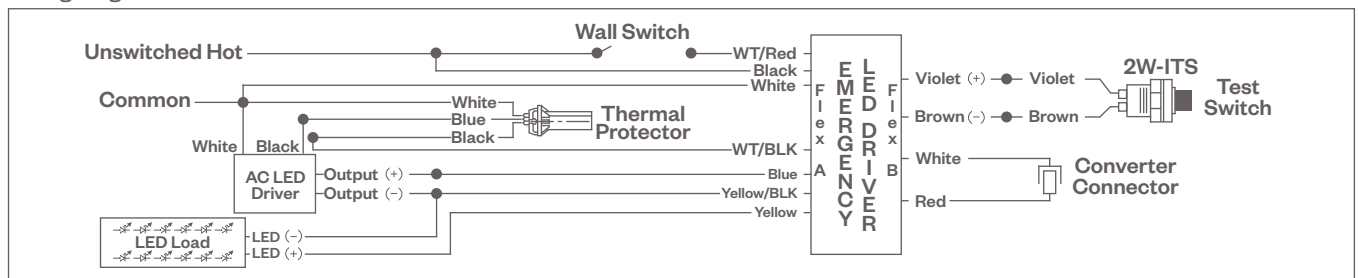 Wall Switch
Unswitched Hot
WT/Red
Black
White
Common
White
Blue
Black
Thermal
Protector
White
Black
WT/BLK
AC LED
Driver
Output (+)
Output (-)
Blue
Yellow/BLK
Yellow
LED Load
LED (-)
LED (+)
Flex A
EMERGENCY
LED DRIVER
Flex B
Violet (+)
Violet
Brown (-)
Brown
2W-ITS
Test
Switch
White
Red
Converter
Connector